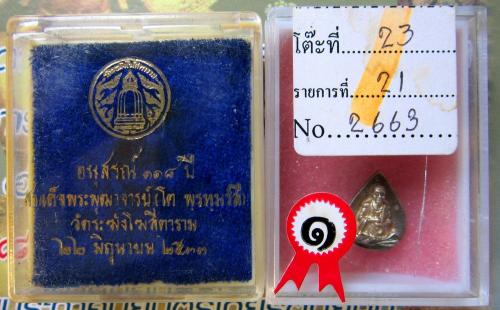 อนุสรณ์ ๑๑๘ ปี
สมเด็จพระพุฒาจารย์ (โต พรหมรังสี)
วัดระฆังโฆสิตาราม
๒๒ มิถุนายน ๒๕๓๓
โต๊ะที่ 23
รายการที่ 21
No 2663
๑